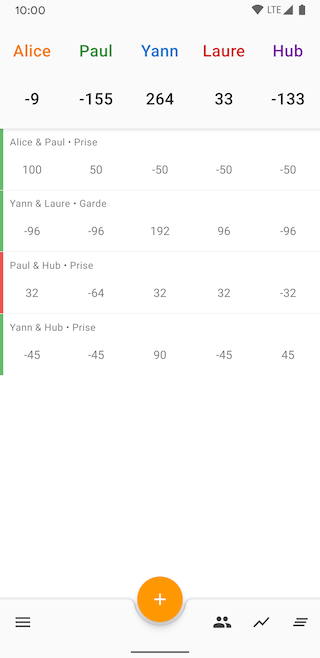 10:00 LTE
Alice Paul Yann Laure Hub
-9 -155 264 33 -133
Alice & Paul • Prise
100 50 -50 -50 -50
Yann & Laure • Garde
-96 -96 192 96 -96
Paul & Hub • Prise
32 -64 32 32 -32
Yann & Hub • Prise
-45 -45 90 -45 45
+